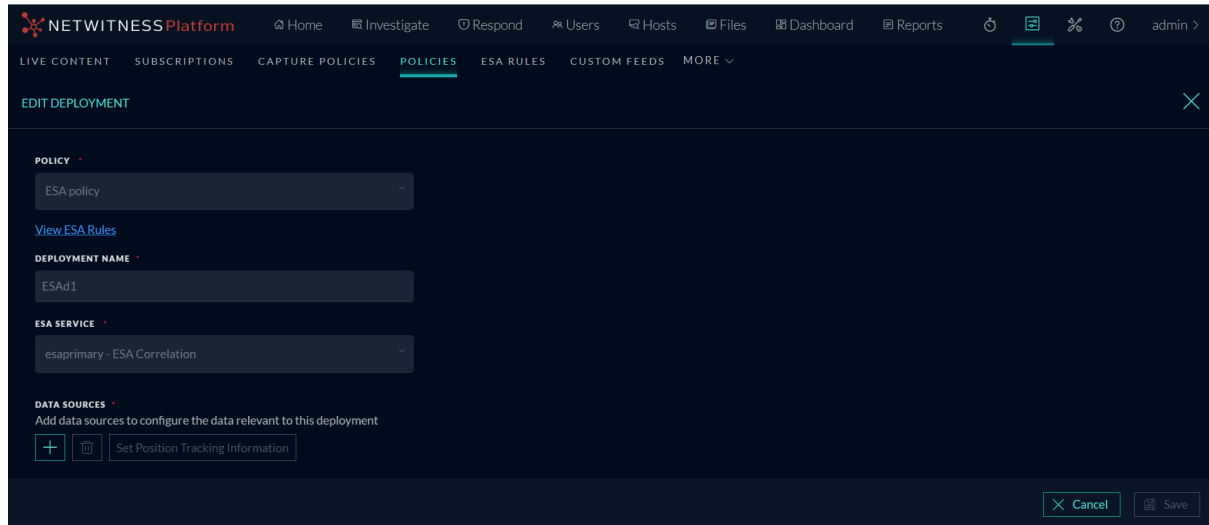 NETWITNESS Platform Home Investigate Respond Users Hosts Files Dashboard Reports admin >
LIVE CONTENT SUBSCRIPTIONS CAPTURE POLICIES POLICIES ESA RULES CUSTOM FEEDS MORE
EDIT DEPLOYMENT
POLICY *
ESA policy
View ESA Rules
DEPLOYMENT NAME *
ESAd1
ESA SERVICE *
esaprimary - ESA Correlation
DATA SOURCES *
Add data sources to configure the data relevant to this deployment
Set Position Tracking Information
Cancel Save